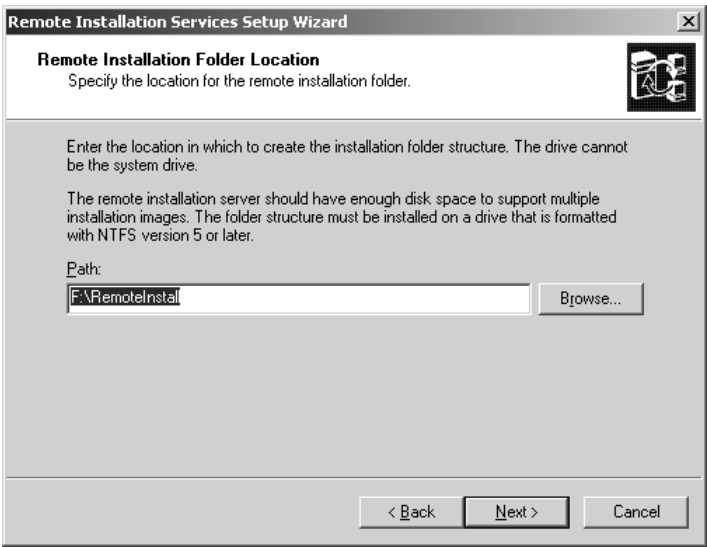 Remote Installation Services Setup Wizard
Remote Installation Folder Location
Specify the location for the remote installation folder.
Enter the location in which to create the installation folder structure. The drive cannot
be the system drive.
The remote installation server should have enough disk space to support multiple
installation images. The folder structure must be installed on a drive that is formatted
with NTFS version 5 or later.
Path:
F:\RemoteInstall
Browse...
< Back
Next >
Cancel